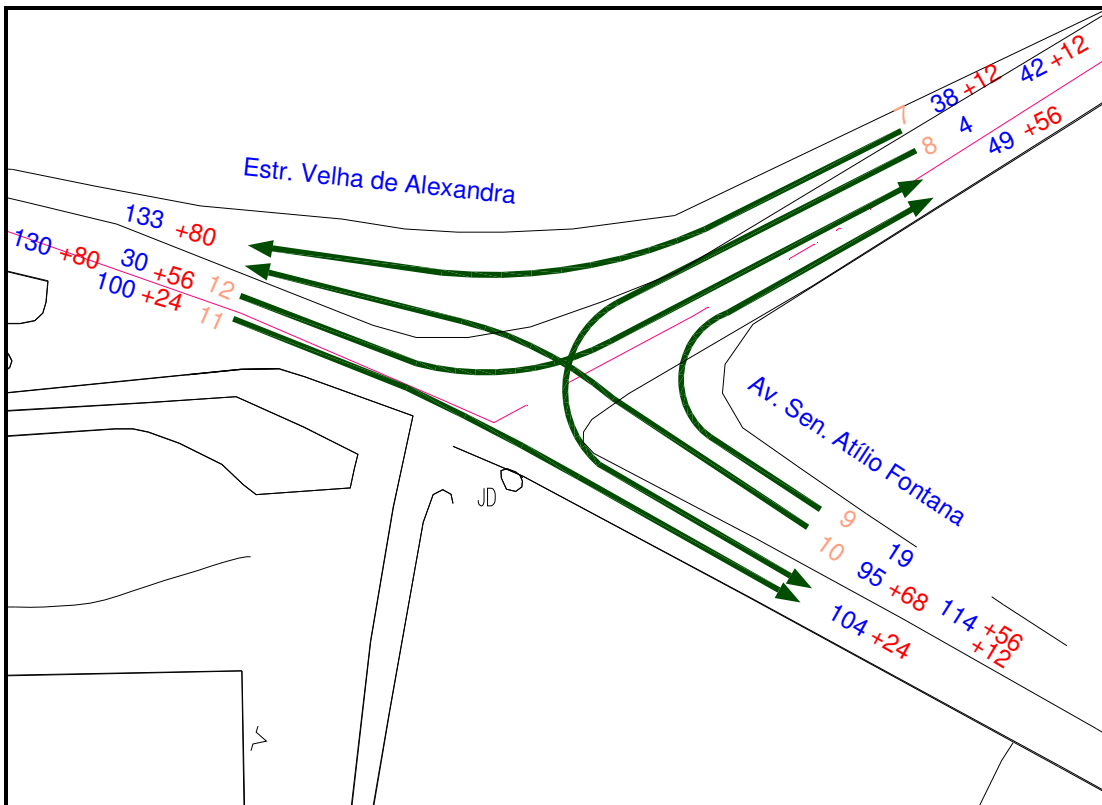 7 38 +12 42 +12
8 4 49 +56
Estr. Velha de Alexandra
133 +80
130 +80 30 +56 12
100 +24 11
Av. Sen. Atílio Fontana
JD
9 19
10 95 +68 114 +56
+12
104 +24